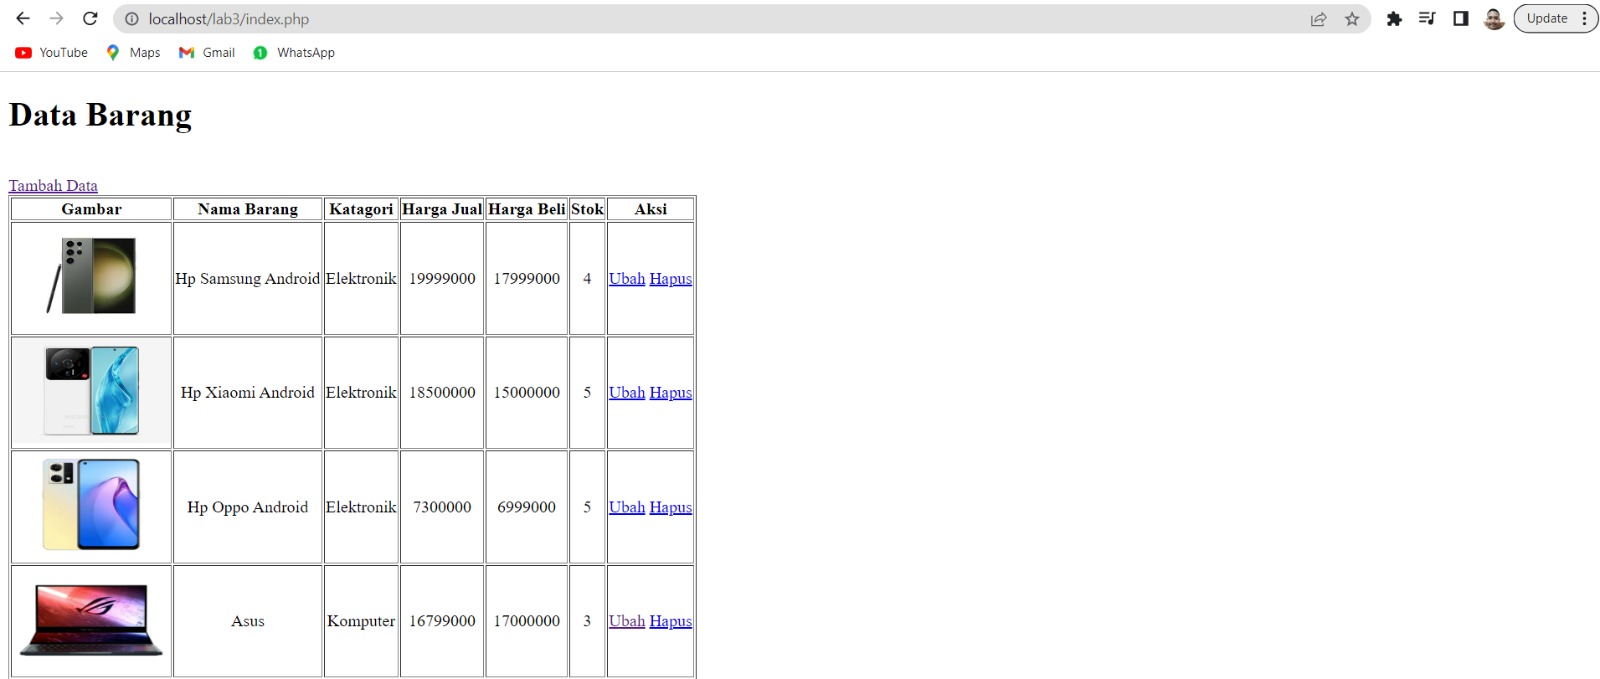 localhost/lab3/index.php
Update
YouTube Maps Gmail 1 WhatsApp
Data Barang
Tambah Data
Gambar Nama Barang Katagori Harga Jual Harga Beli Stok Aksi
Hp Samsung Android Elektronik 19999000 17999000 4 Ubah Hapus
Hp Xiaomi Android Elektronik 18500000 15000000 5 Ubah Hapus
Hp Oppo Android Elektronik 7300000 6999000 5 Ubah Hapus
Asus Komputer 16799000 17000000 3 Ubah Hapus